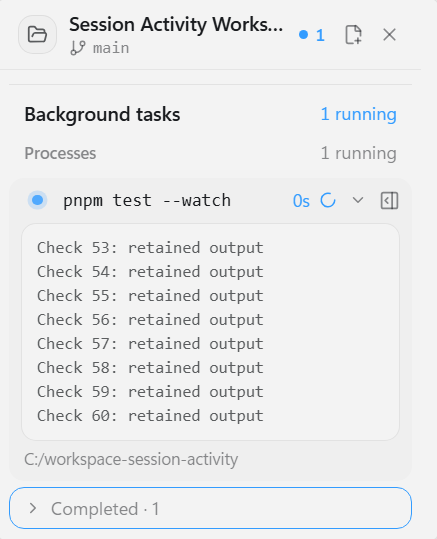 Session Activity Works...
main
1
Background tasks
1 running
Processes
1 running
pnpm test --watch
0s
Check 53: retained output
Check 54: retained output
Check 55: retained output
Check 56: retained output
Check 57: retained output
Check 58: retained output
Check 59: retained output
Check 60: retained output
C:/workspace-session-activity
Completed · 1